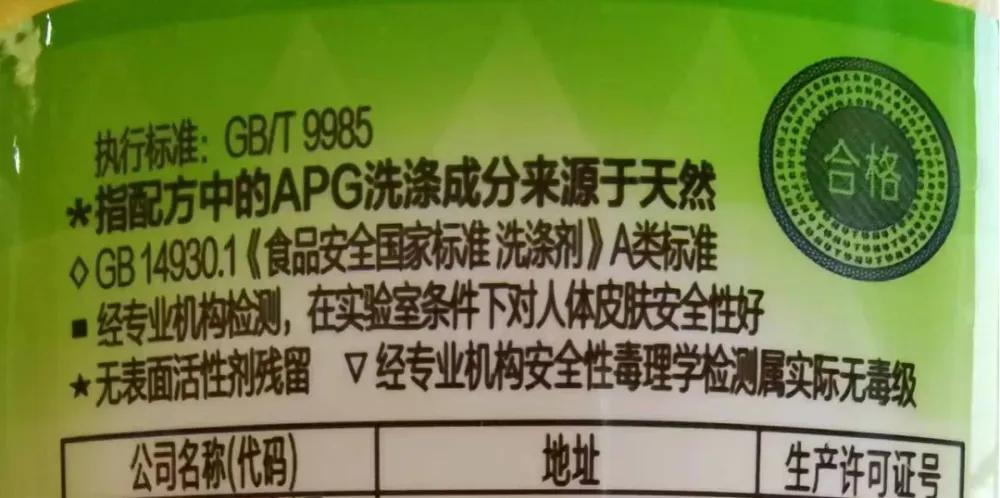 执行标准：GB/T 9985
*指配方中的APG洗涤成分来源于天然
◇GB 14930.1《食品安全国家标准 洗涤剂》A类标准
■经专业机构检测，在实验室条件下对人体皮肤安全性好
★无表面活性剂残留 ▽经专业机构安全性毒理学检测属实际无毒级
公司名称(代码) 地址 生产许可证号
合格